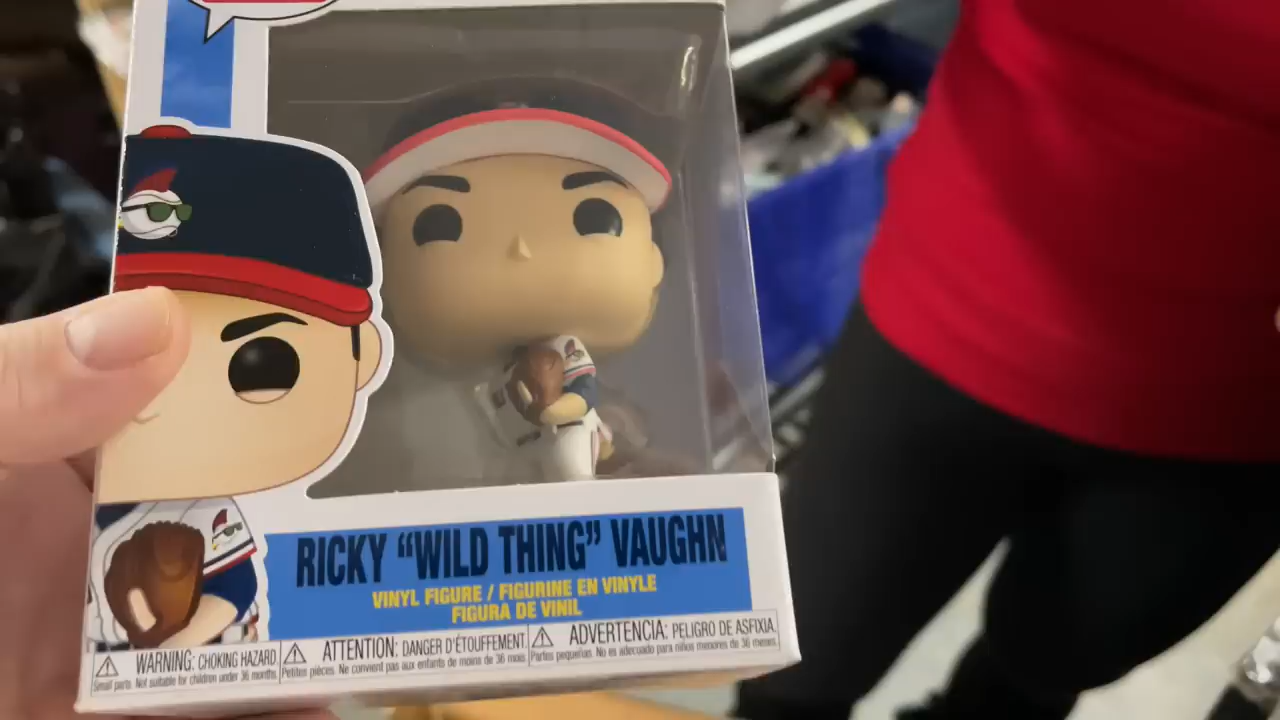 RICKY “WILD THING” VAUGHN
VINYL FIGURE / FIGURINE EN VINYLE
FIGURA DE VINIL
WARNING: CHOKING HAZARD.
Small parts. Not suitable for children under 36 months.
ATTENTION: DANGER D'ÉTOUFFEMENT.
Petites pièces. Ne convient pas aux enfants de moins de 36 mois.
ADVERTENCIA: PELIGRO DE ASFIXIA.
Partes pequeñas. No es adecuado para niños menores de 36 meses.